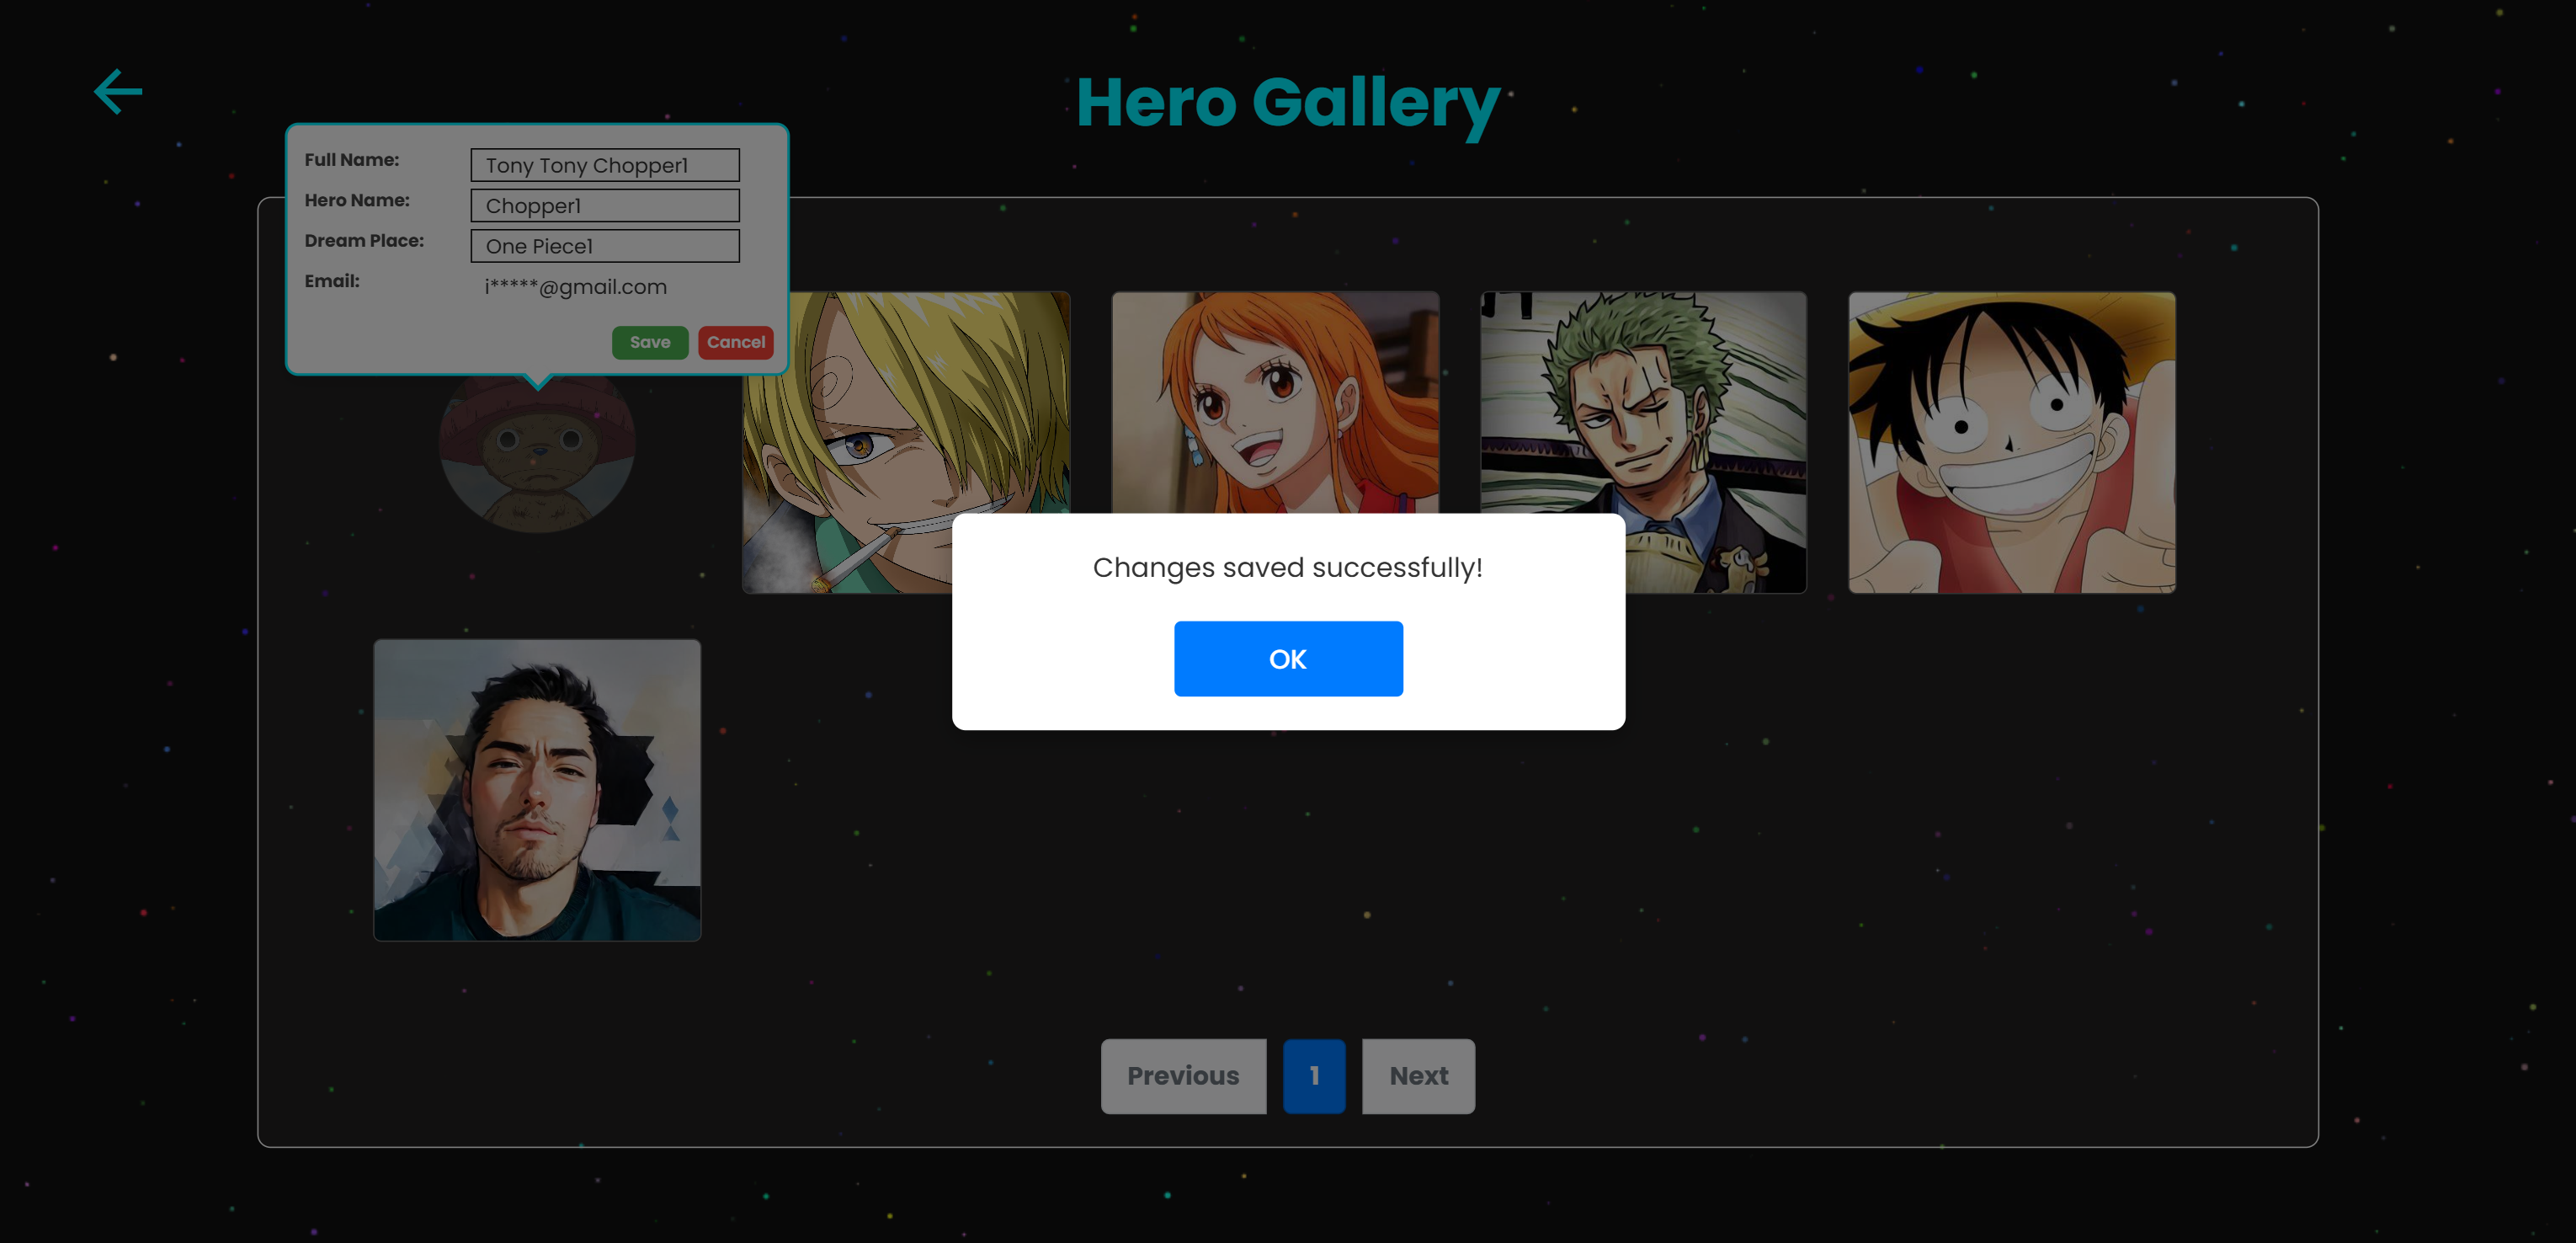 Hero Gallery
Full Name: Tony Tony Chopper1
Hero Name: Chopper1
Dream Place: One Piece1
Email: i*****@gmail.com
Save Cancel
Changes saved successfully!
OK
Previous 1 Next